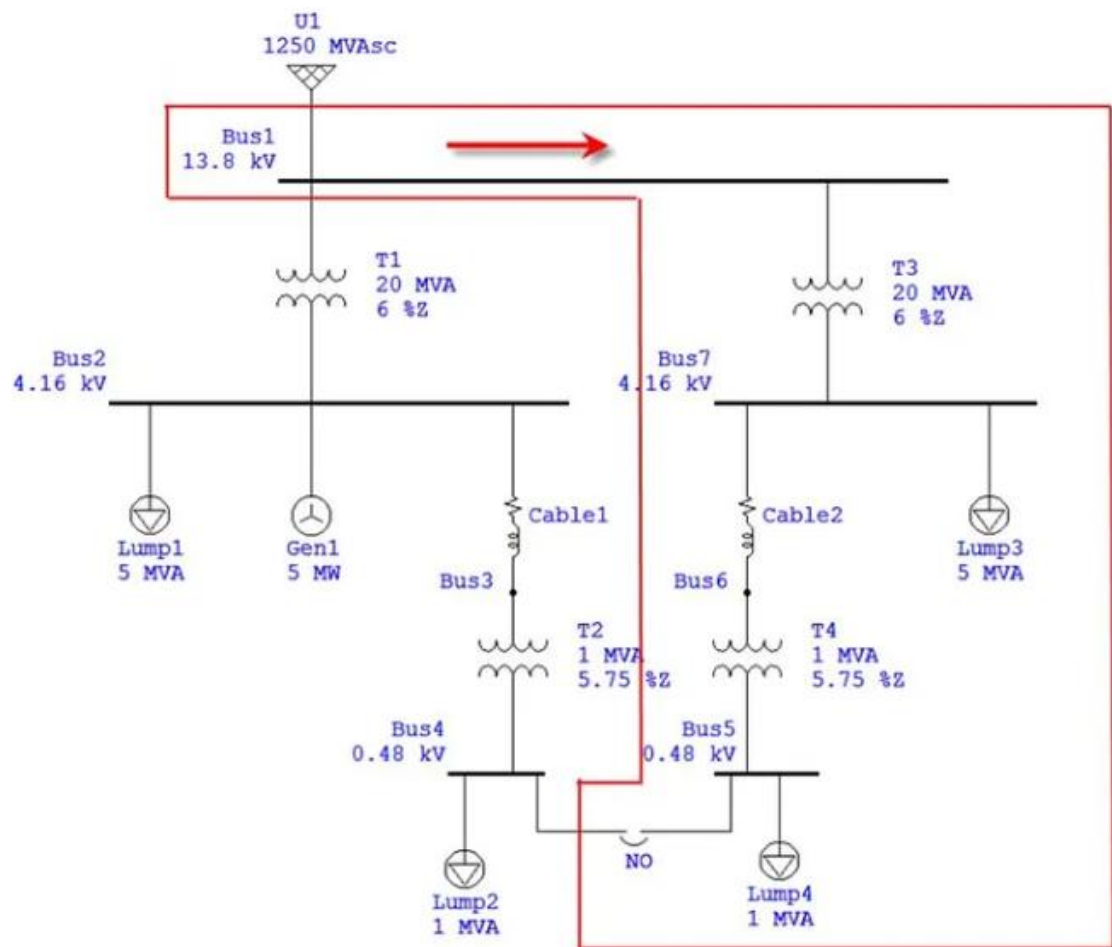 U1
1250 MVAsc
Bus1
13.8 kV
T1
20 MVA
6 %Z
T3
20 MVA
6 %Z
Bus2
4.16 kV
Bus7
4.16 kV
Cable1
Cable2
Lump1
5 MVA
Gen1
5 MW
Lump3
5 MVA
Bus3
Bus6
T2
1 MVA
5.75 %Z
T4
1 MVA
5.75 %Z
Bus4
0.48 kV
Bus5
0.48 kV
NO
Lump2
1 MVA
Lump4
1 MVA